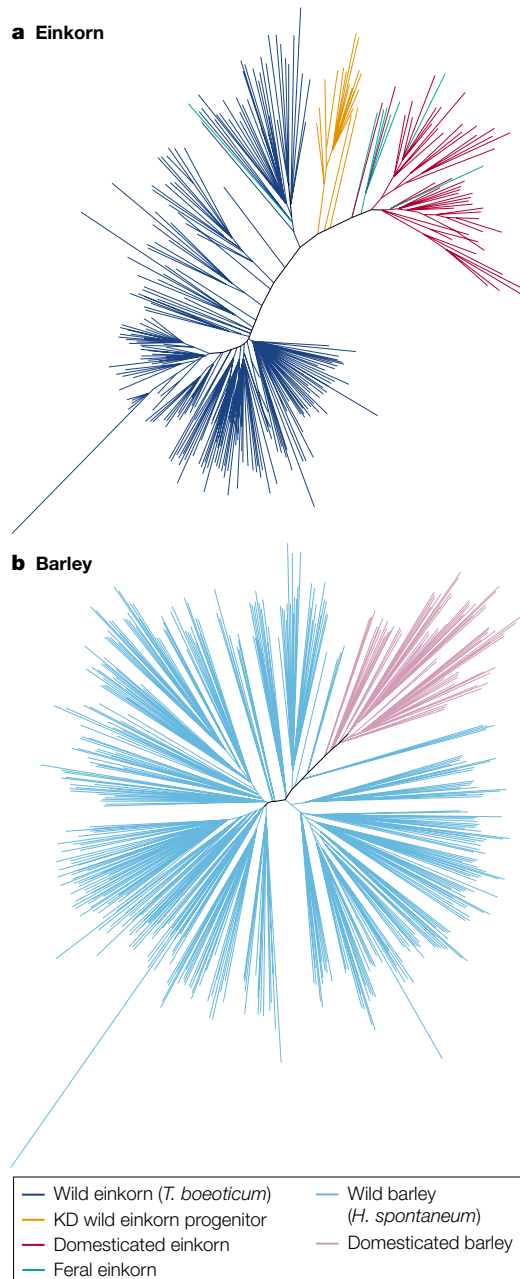 a Einkorn
b Barley
Wild einkorn (T. boeoticum)
KD wild einkorn progenitor
Domesticated einkorn
Feral einkorn
Wild barley
(H. spontaneum)
Domesticated barley